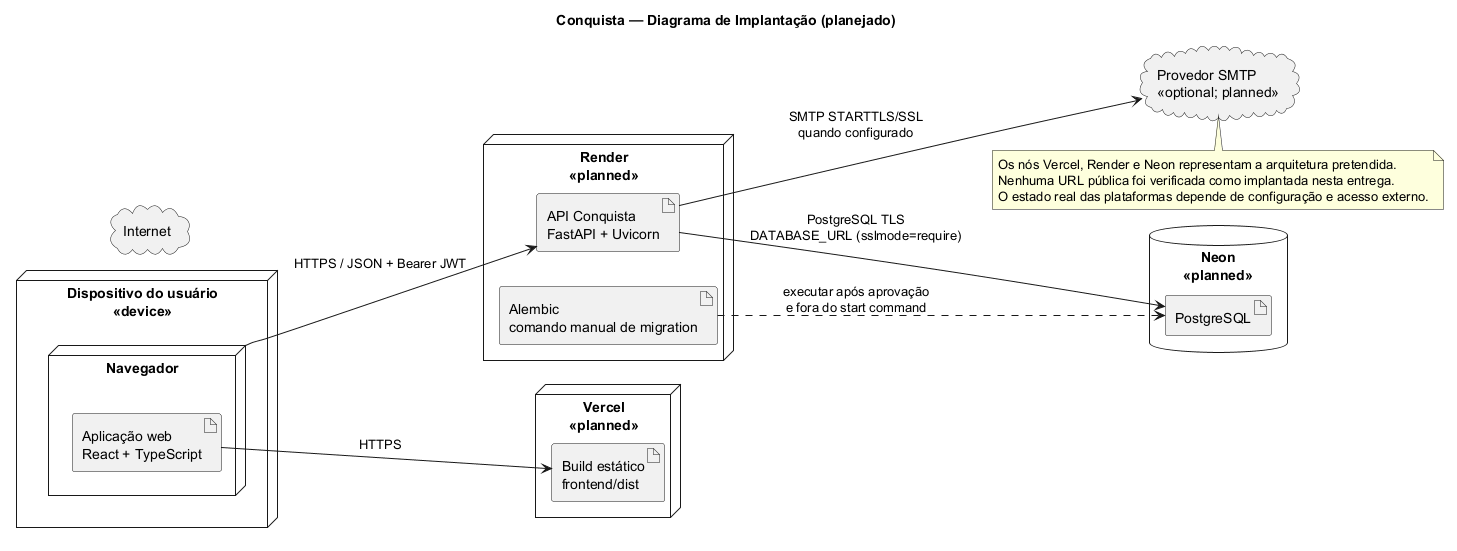 Conquista — Diagrama de Implantação (planejado)
Provedor SMTP
«optional; planned»
SMTP STARTTLS/SSL
quando configurado
Os nós Vercel, Render e Neon representam a arquitetura pretendida.
Nenhuma URL pública foi verificada como implantada nesta entrega.
O estado real das plataformas depende de configuração e acesso externo.
Render
«planned»
API Conquista
FastAPI + Uvicorn
Internet
PostgreSQL TLS
DATABASE_URL (sslmode=require)
Neon
«planned»
PostgreSQL
HTTPS / JSON + Bearer JWT
Alembic
comando manual de migration
executar após aprovação
e fora do start command
Dispositivo do usuário
«device»
Navegador
Aplicação web
React + TypeScript
HTTPS
Vercel
«planned»
Build estático
frontend/dist